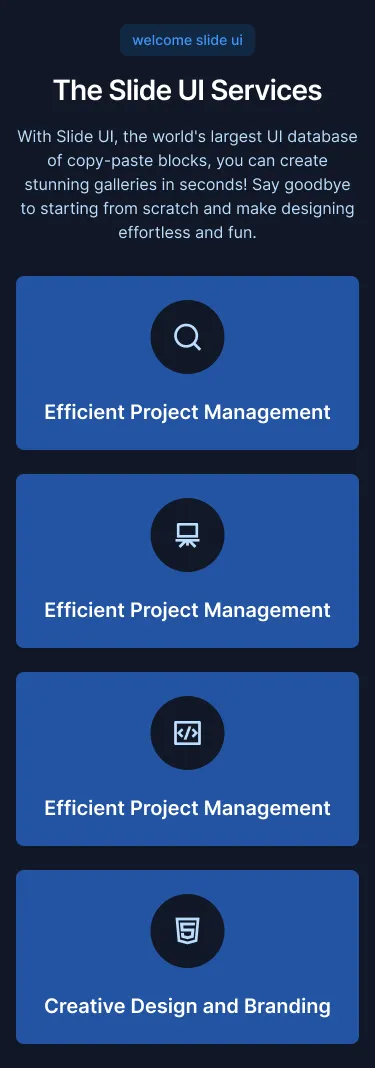 welcome slide ui
The Slide UI Services
With Slide UI, the world's largest UI database
of copy-paste blocks, you can create
stunning galleries in seconds! Say goodbye
to starting from scratch and make designing
effortless and fun.
Efficient Project Management
Efficient Project Management
Efficient Project Management
Creative Design and Branding